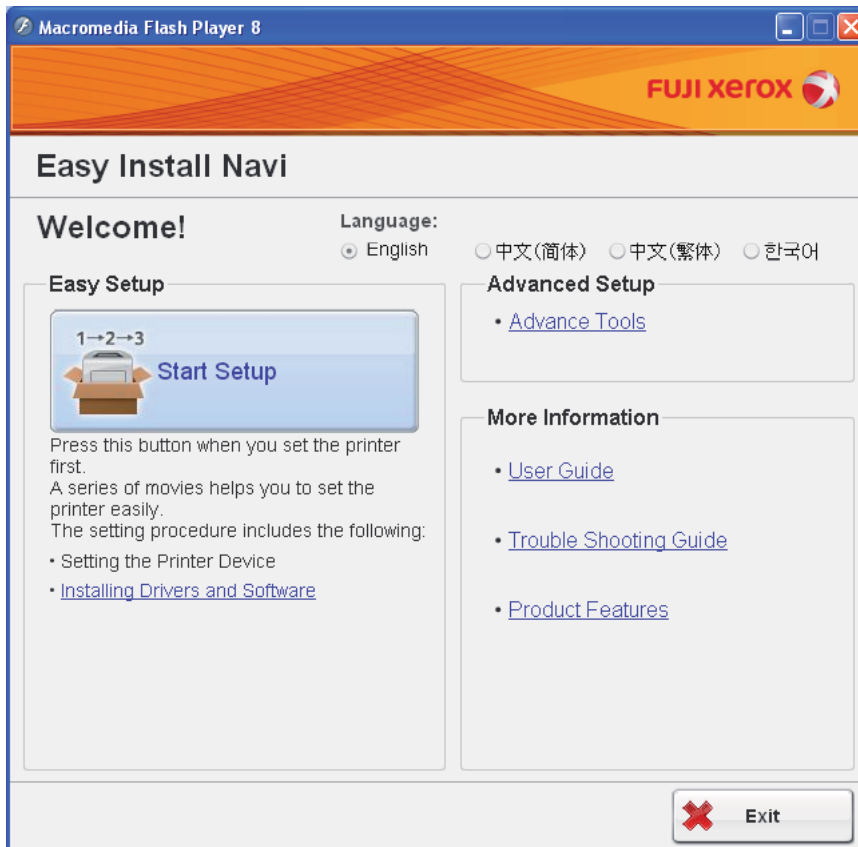 Macromedia Flash Player 8
FUJI xerox
Easy Install Navi
Welcome!
Language:
English 中文(简体) 中文(繁体) 한국어
Easy Setup
1→2→3
Start Setup
Press this button when you set the printer
first.
A series of movies helps you to set the
printer easily.
The setting procedure includes the following:
• Setting the Printer Device
• Installing Drivers and Software
Advanced Setup
• Advance Tools
More Information
• User Guide
• Trouble Shooting Guide
• Product Features
Exit